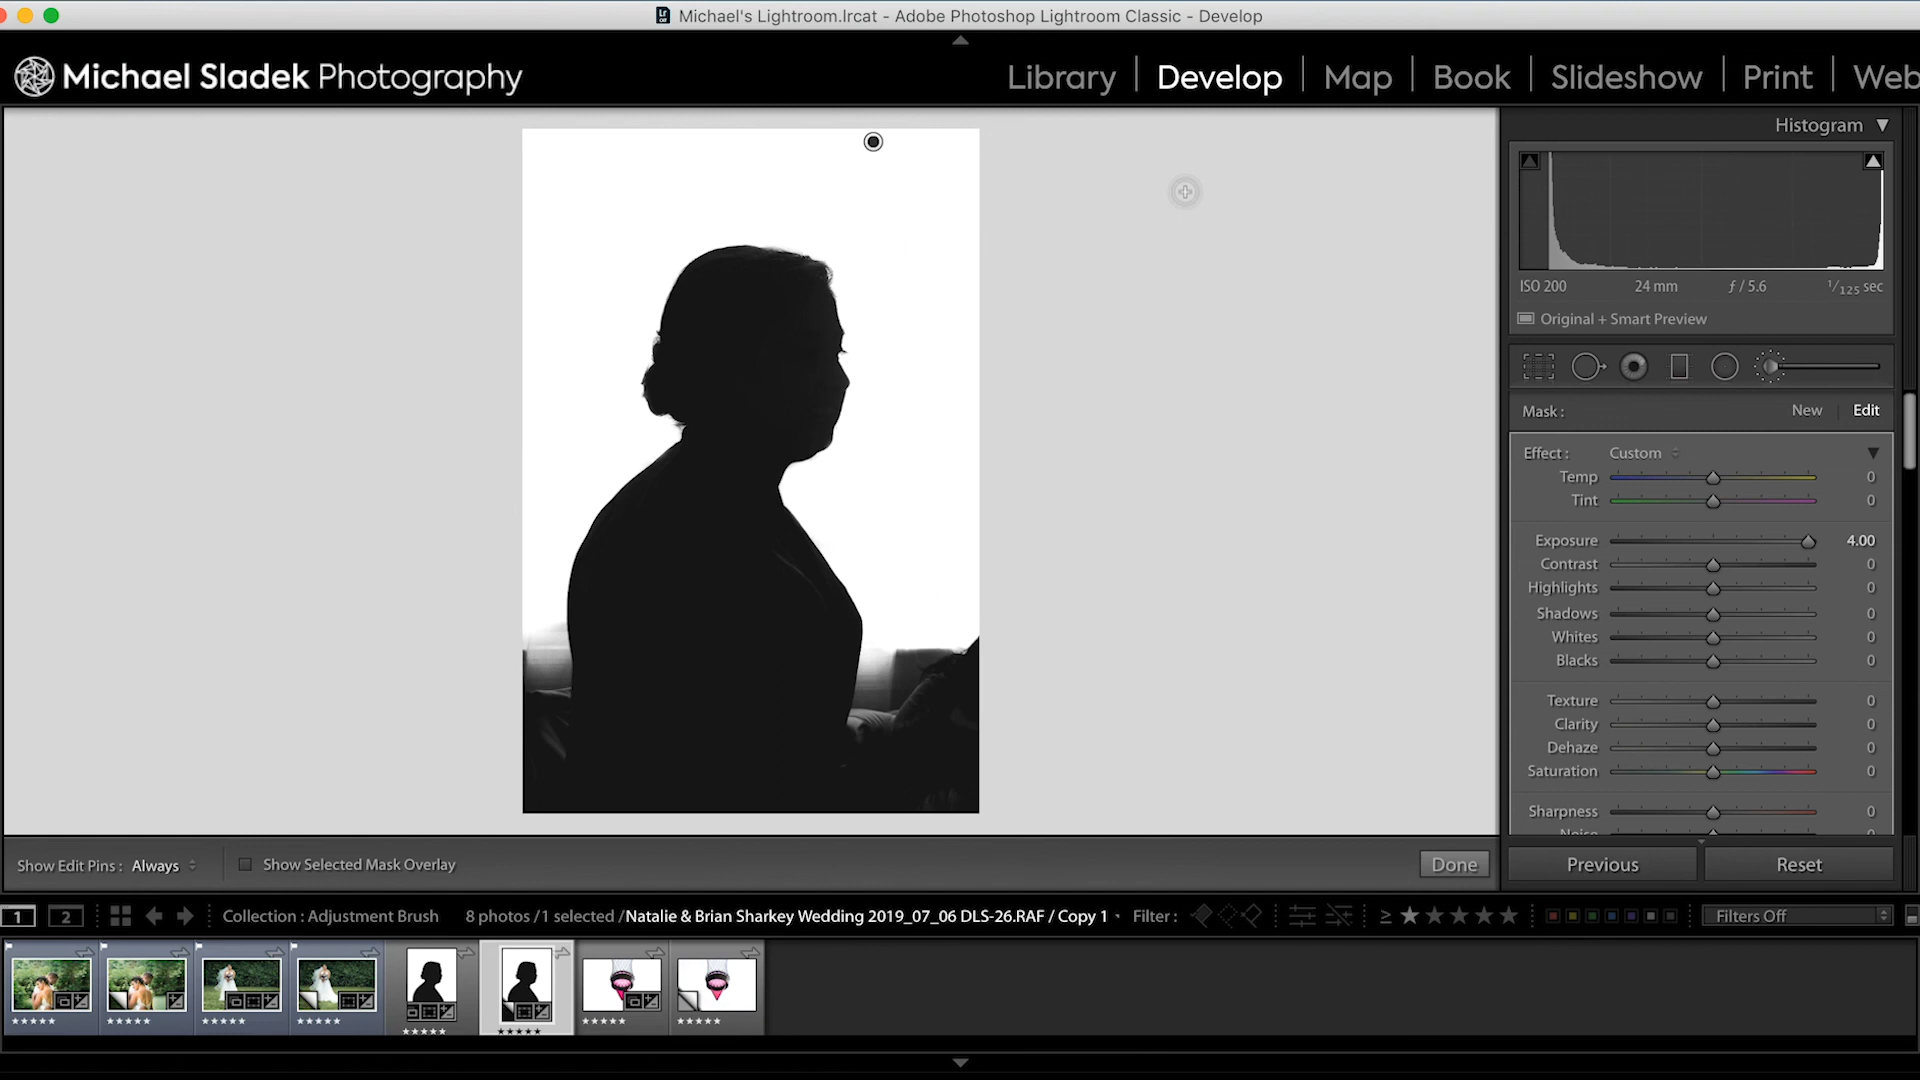 Michael's Lightroom.lrcat - Adobe Photoshop Lightroom Classic - Develop
Michael Sladek Photography
Library | Develop | Map | Book | Slideshow | Print | Web
Histogram
ISO 200 24 mm ƒ / 5.6 1/125 sec
Original + Smart Preview
Mask : New Edit
Effect : Custom
Temp 0
Tint 0
Exposure 4.00
Contrast 0
Highlights 0
Shadows 0
Whites 0
Blacks 0
Texture 0
Clarity 0
Dehaze 0
Saturation 0
Sharpness 0
Noise 0
Show Edit Pins : Always Show Selected Mask Overlay Done Previous Reset
1 2 Collection : Adjustment Brush 8 photos /1 selected /Natalie & Brian Sharkey Wedding 2019_07_06 DLS-26.RAF / Copy 1 Filter : ≥ ★★★★★ Filters Off